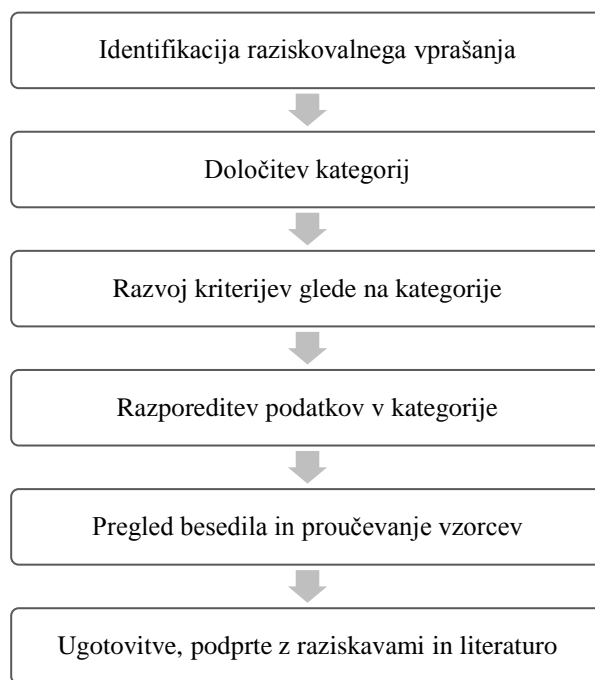 Identifikacija raziskovalnega vprašanja
Določitev kategorij
Razvoj kriterijev glede na kategorije
Razporeditev podatkov v kategorije
Pregled besedila in proučevanje vzorcev
Ugotovitve, podprte z raziskavami in literaturo